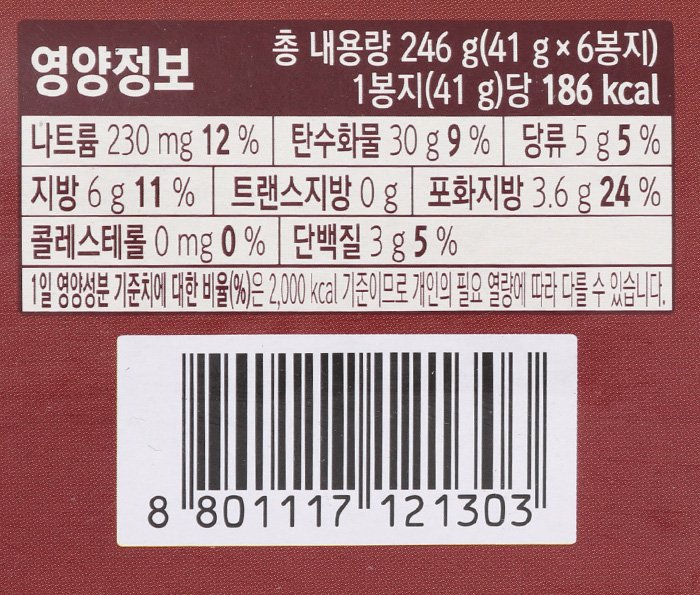 영양정보
총 내용량 246 g(41 g × 6봉지)
1봉지(41 g)당 186 kcal
나트륨 230 mg 12 % 탄수화물 30 g 9 % 당류 5 g 5 %
지방 6 g 11 % 트랜스지방 0 g 포화지방 3.6 g 24 %
콜레스테롤 0 mg 0 % 단백질 3 g 5 %
1일 영양성분 기준치에 대한 비율(%)은 2,000 kcal 기준이므로 개인의 필요 열량에 따라 다를 수 있습니다.
8 801117 121303